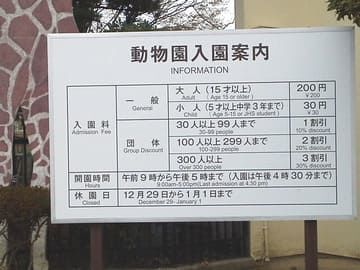 動物園入園案内
INFORMATION
入園料
Admission Fee
一般
General
大人 (15才以上)
Adult (Age 15 or older)
200円
¥200
小人 (5才以上中学3年まで)
Child (Age 5-15 or JHS student)
30円
¥30
団体
Group Discount
30人以上99人まで
30-99 people
1割引
10% discount
100人以上299人まで
100-299 people
2割引
20% discount
300人以上
Over 300 people
3割引
30% discount
開園時間
Hours
午前9時から午後5時まで (入園は午後4時30分まで)
9:00am-5:00pm(Last admission at 4:30 pm)
休園日
Closed
12月29日から1月1日まで
December 29- January 1